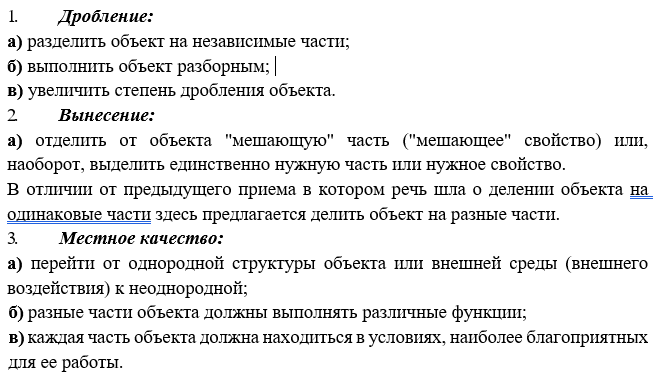 1. Дробление:
а) разделить объект на независимые части;
б) выполнить объект разборным;
в) увеличить степень дробления объекта.
2. Вынесение:
а) отделить от объекта "мешающую" часть ("мешающее" свойство) или,
наоборот, выделить единственно нужную часть или нужное свойство.
В отличии от предыдущего приема в котором речь шла о делении объекта на
одинаковые части здесь предлагается делить объект на разные части.
3. Местное качество:
а) перейти от однородной структуры объекта или внешней среды (внешнего
воздействия) к неоднородной;
б) разные части объекта должны выполнять различные функции;
в) каждая часть объекта должна находиться в условиях, наиболее благоприятных
для ее работы.